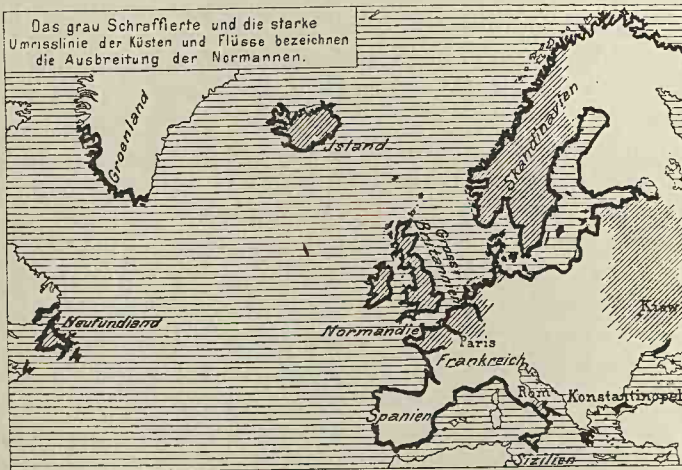 Das grau Schraffierte und die starke
Umrisslinie der Küsten und Flüsse bezeichnen
die Ausbreitung der Normannen.
Groenland
Jsland
Skandinavien
Gross
Britannien
Neufundland
Normandie
Paris
Kiew
Frankreich
Rom
Konstantinopel
Spanien
Sizilien